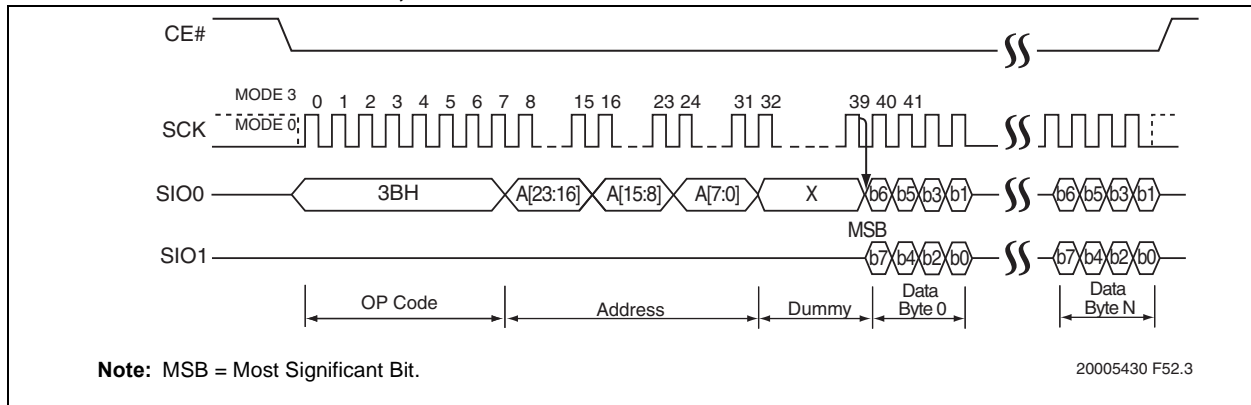 CE#
MODE 3
0 1 2 3 4 5 6 7 8 15 16 23 24 31 32 39 40 41
SCK
MODE 0
SIO0
3BH
A[23:16]
A[15:8]
A[7:0]
X
b6 b5 b3 b1
b6 b5 b3 b1
MSB
SIO1
b7 b4 b2 b0
b7 b4 b2 b0
OP Code
Address
Dummy
Data
Byte 0
Data
Byte N
Note: MSB = Most Significant Bit.
20005430 F52.3